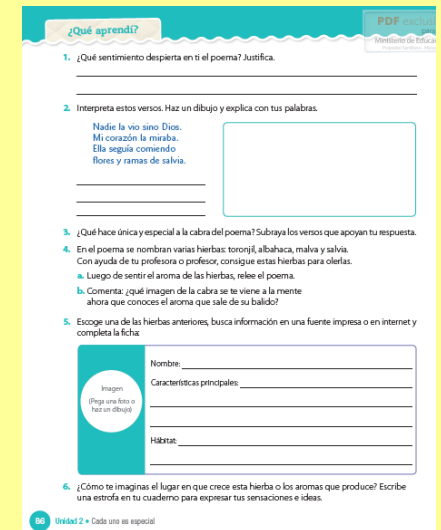 ¿Qué aprendí?
PDF exclusivo
Ministerio de Educa
1. ¿Qué sentimiento despierta en ti el poema? Justifica.
2. Interpreta estos versos. Haz un dibujo y explica con tus palabras.
Nadie la vio sino Dios.
Mi corazón la miraba.
Ella seguía comiendo
flores y ramas de salvia.
3. ¿Qué hace única y especial a la cabra del poema? Subraya los versos que apoyan tu respuesta.
4. En el poema se nombran varias hierbas: toronjil, albahaca, malva y salvia.
Con ayuda de tu profesora o profesor, consigue estas hierbas para olerlas.
a. Luego de sentir el aroma de las hierbas, relee el poema.
b. Comenta: ¿qué imagen de la cabra se te viene a la mente
ahora que conoces el aroma que sale de su balido?
5. Escoge una de las hierbas anteriores, busca información en una fuente impresa o en internet y
completa la ficha:
Nombre:
Características principales:
Imagen
(Pega una foto o
haz un dibujo)
Hábitat:
6. ¿Cómo te imaginas el lugar en que crece esta hierba o los aromas que produce? Escribe
una estrofa en tu cuaderno para expresar tus sensaciones e ideas.
86 Unidad 2 • Cada uno es especial